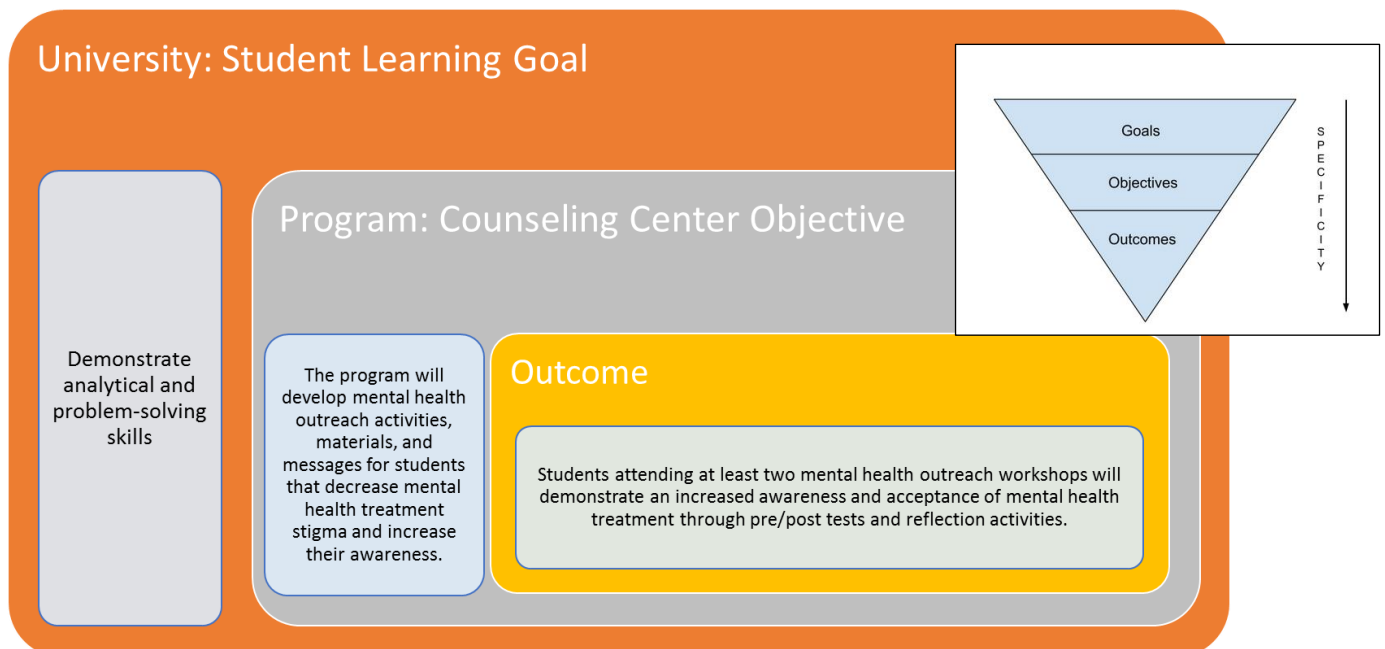 University: Student Learning Goal
Demonstrate
analytical and
problem-solving
skills
Program: Counseling Center Objective
The program will
develop mental health
outreach activities,
materials, and
messages for students
that decrease mental
health treatment
stigma and increase
their awareness.
Outcome
Students attending at least two mental health outreach workshops will
demonstrate an increased awareness and acceptance of mental health
treatment through pre/post tests and reflection activities.
Goals
Objectives
Outcomes
S
P
E
C
I
F
I
C
I
T
Y